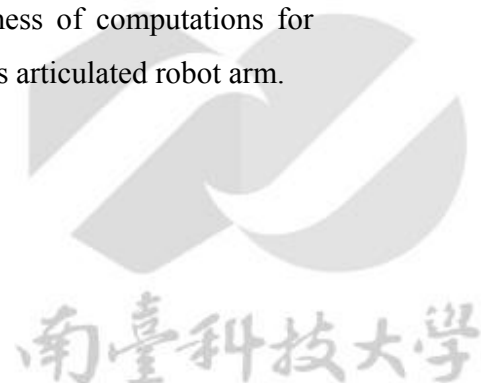 ness of computations for
s articulated robot arm.
南臺科技大學